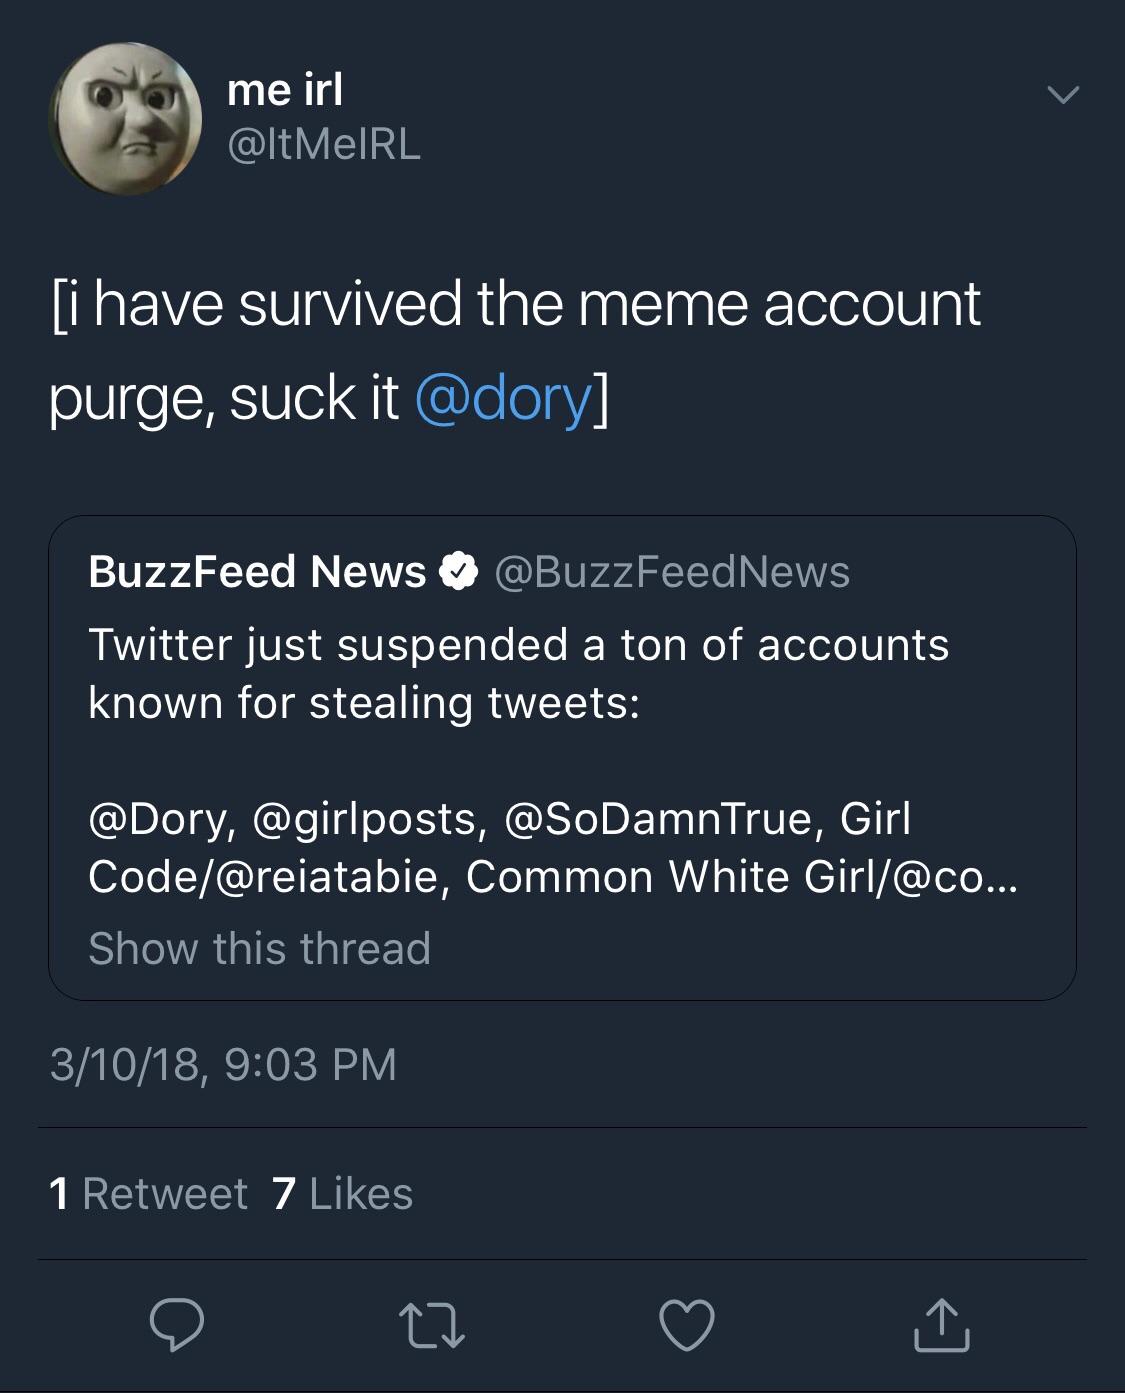 me irl
@ItMeIRL
[i have survived the meme account
purge, suck it @dory]
BuzzFeed News @BuzzFeedNews
Twitter just suspended a ton of accounts
known for stealing tweets:
@Dory, @girlposts, @SoDamnTrue, Girl
Code/@reiatabie, Common White Girl/@co...
Show this thread
3/10/18, 9:03 PM
1 Retweet 7 Likes